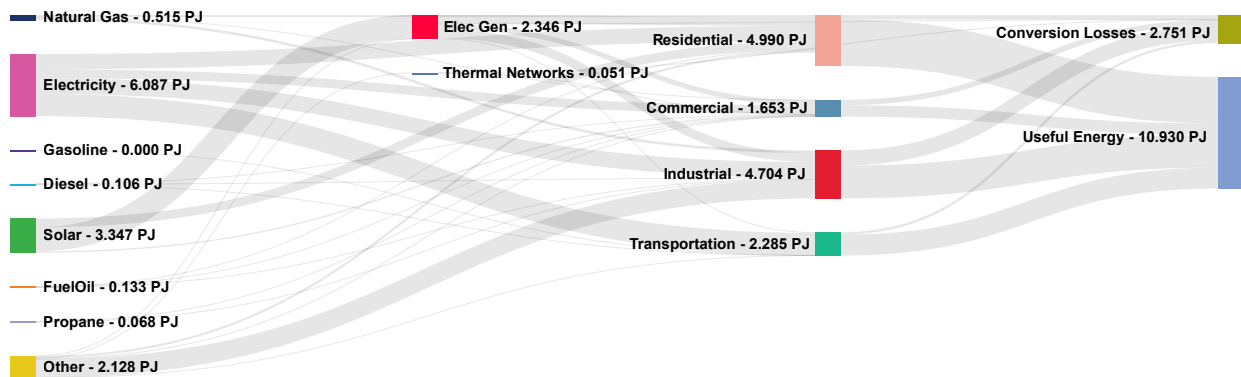 Natural Gas - 0.515 PJ
Elec Gen - 2.346 PJ
Residential - 4.990 PJ
Conversion Losses - 2.751 PJ
Thermal Networks - 0.051 PJ
Electricity - 6.087 PJ
Commercial - 1.653 PJ
Useful Energy - 10.930 PJ
Gasoline - 0.000 PJ
Industrial - 4.704 PJ
Diesel - 0.106 PJ
Solar - 3.347 PJ
Transportation - 2.285 PJ
FuelOil - 0.133 PJ
Propane - 0.068 PJ
Other - 2.128 PJ